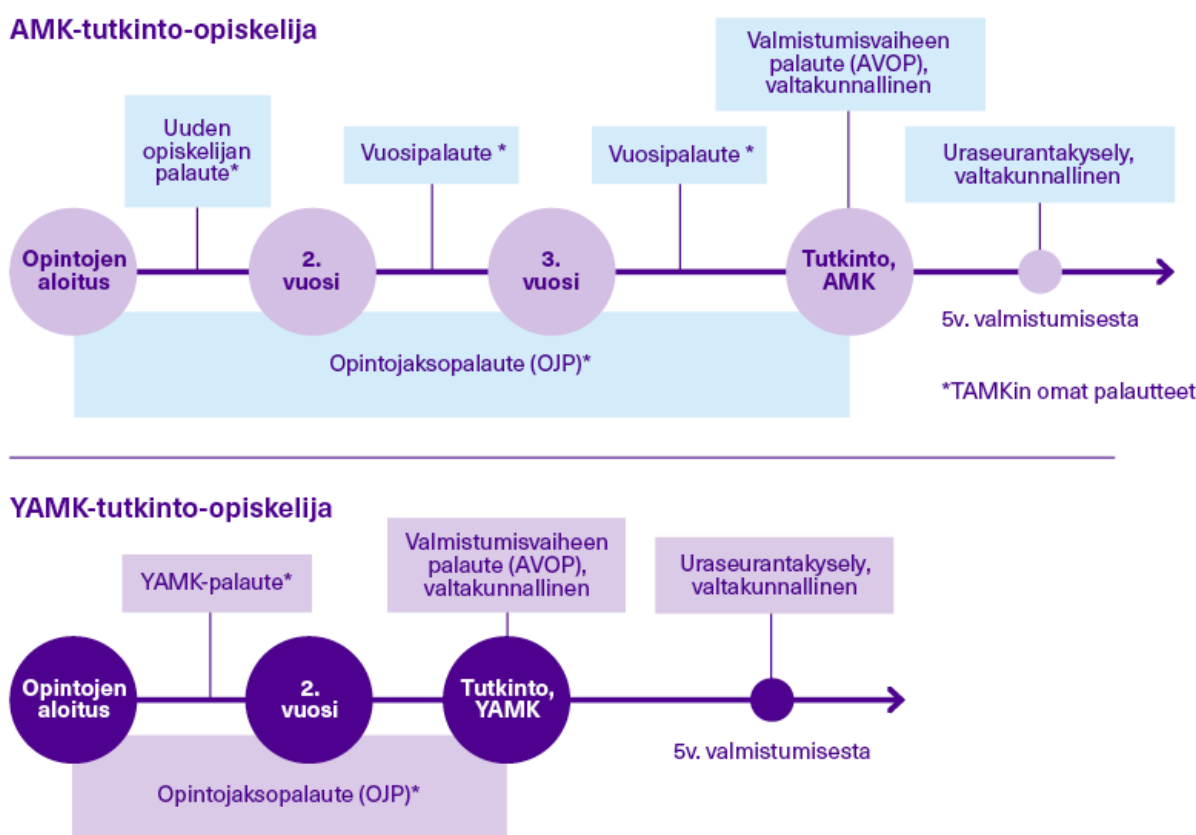 AMK-tutkinto-opiskelija
Valmistumisvaiheen
palaute (AVOP),
valtakunnallinen
Uuden
opiskelijan
palaute*
Vuosipalaute *
Vuosipalaute *
Uraseurantakysely,
valtakunnallinen
Opintojen
aloitus
2.
vuosi
3.
vuosi
Tutkinto,
AMK
5v. valmistumisesta
Opintojaksopalaute (OJP)*
*TAMKin omat palautteet
YAMK-tutkinto-opiskelija
YAMK-palaute*
Valmistumisvaiheen
palaute (AVOP),
valtakunnallinen
Uraseurantakysely,
valtakunnallinen
Opintojen
aloitus
2.
vuosi
Tutkinto,
YAMK
5v. valmistumisesta
Opintojaksopalaute (OJP)*